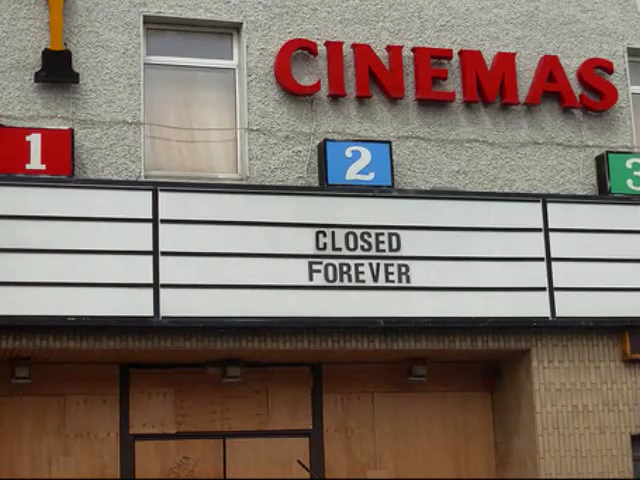 CINEMAS
1
2
3
CLOSED
FOREVER